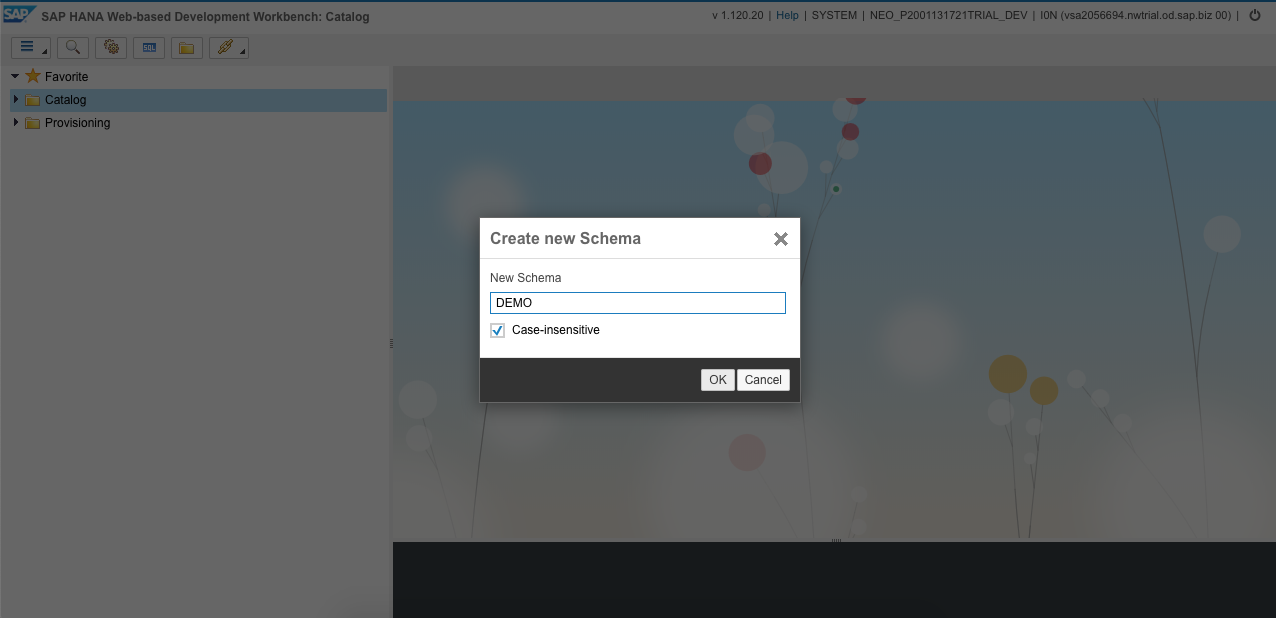 SAP SAP HANA Web-based Development Workbench: Catalog
v 1.120.20 | Help | SYSTEM | NEO_P2001131721TRIAL_DEV | I0N (vsa2056694.nwtrial.od.sap.biz 00) |
SQL
Favorite
Catalog
Provisioning
Create new Schema
New Schema
DEMO
Case-insensitive
OK Cancel